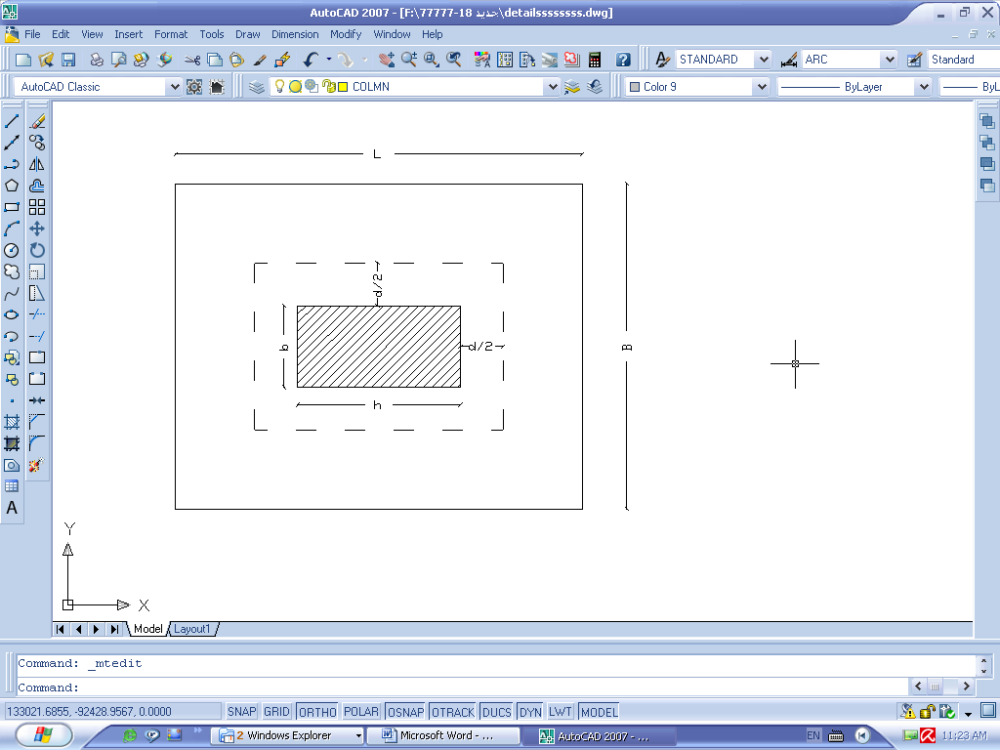 AutoCAD 2007 - [F:\77777-18 حديد\detailssssssss.dwg]
File Edit View Insert Format Tools Draw Dimension Modify Window Help
STANDARD ARC Standard
AutoCAD Classic COLMN Color 9 ByLayer ByL
L
d/2
b
d/2
B
h
A
Y
X
Model Layout1
Command: _mtedit
Command:
133021.6855, -92428.9567, 0.0000 SNAP GRID ORTHO POLAR OSNAP OTRACK DUCS DYN LWT MODEL
2 Windows Explorer Microsoft Word - ... AutoCAD 2007 - ... EN 11:23 AM